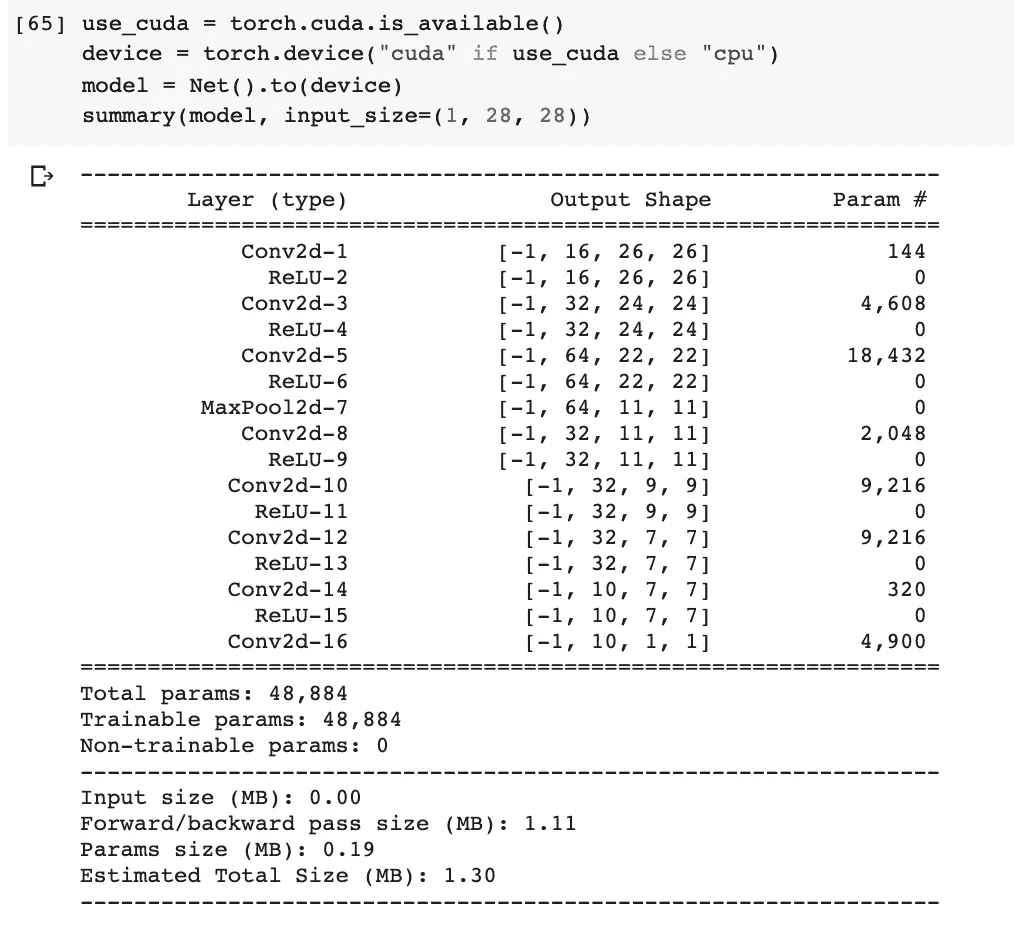 [65] use_cuda = torch.cuda.is_available()
device = torch.device("cuda" if use_cuda else "cpu")
model = Net().to(device)
summary(model, input_size=(1, 28, 28))
----------------------------------------------------------------
Layer (type) Output Shape Param #
================================================================
Conv2d-1 [-1, 16, 26, 26] 144
ReLU-2 [-1, 16, 26, 26] 0
Conv2d-3 [-1, 32, 24, 24] 4,608
ReLU-4 [-1, 32, 24, 24] 0
Conv2d-5 [-1, 64, 22, 22] 18,432
ReLU-6 [-1, 64, 22, 22] 0
MaxPool2d-7 [-1, 64, 11, 11] 0
Conv2d-8 [-1, 32, 11, 11] 2,048
ReLU-9 [-1, 32, 11, 11] 0
Conv2d-10 [-1, 32, 9, 9] 9,216
ReLU-11 [-1, 32, 9, 9] 0
Conv2d-12 [-1, 32, 7, 7] 9,216
ReLU-13 [-1, 32, 7, 7] 0
Conv2d-14 [-1, 10, 7, 7] 320
ReLU-15 [-1, 10, 7, 7] 0
Conv2d-16 [-1, 10, 1, 1] 4,900
================================================================
Total params: 48,884
Trainable params: 48,884
Non-trainable params: 0
----------------------------------------------------------------
Input size (MB): 0.00
Forward/backward pass size (MB): 1.11
Params size (MB): 0.19
Estimated Total Size (MB): 1.30
----------------------------------------------------------------